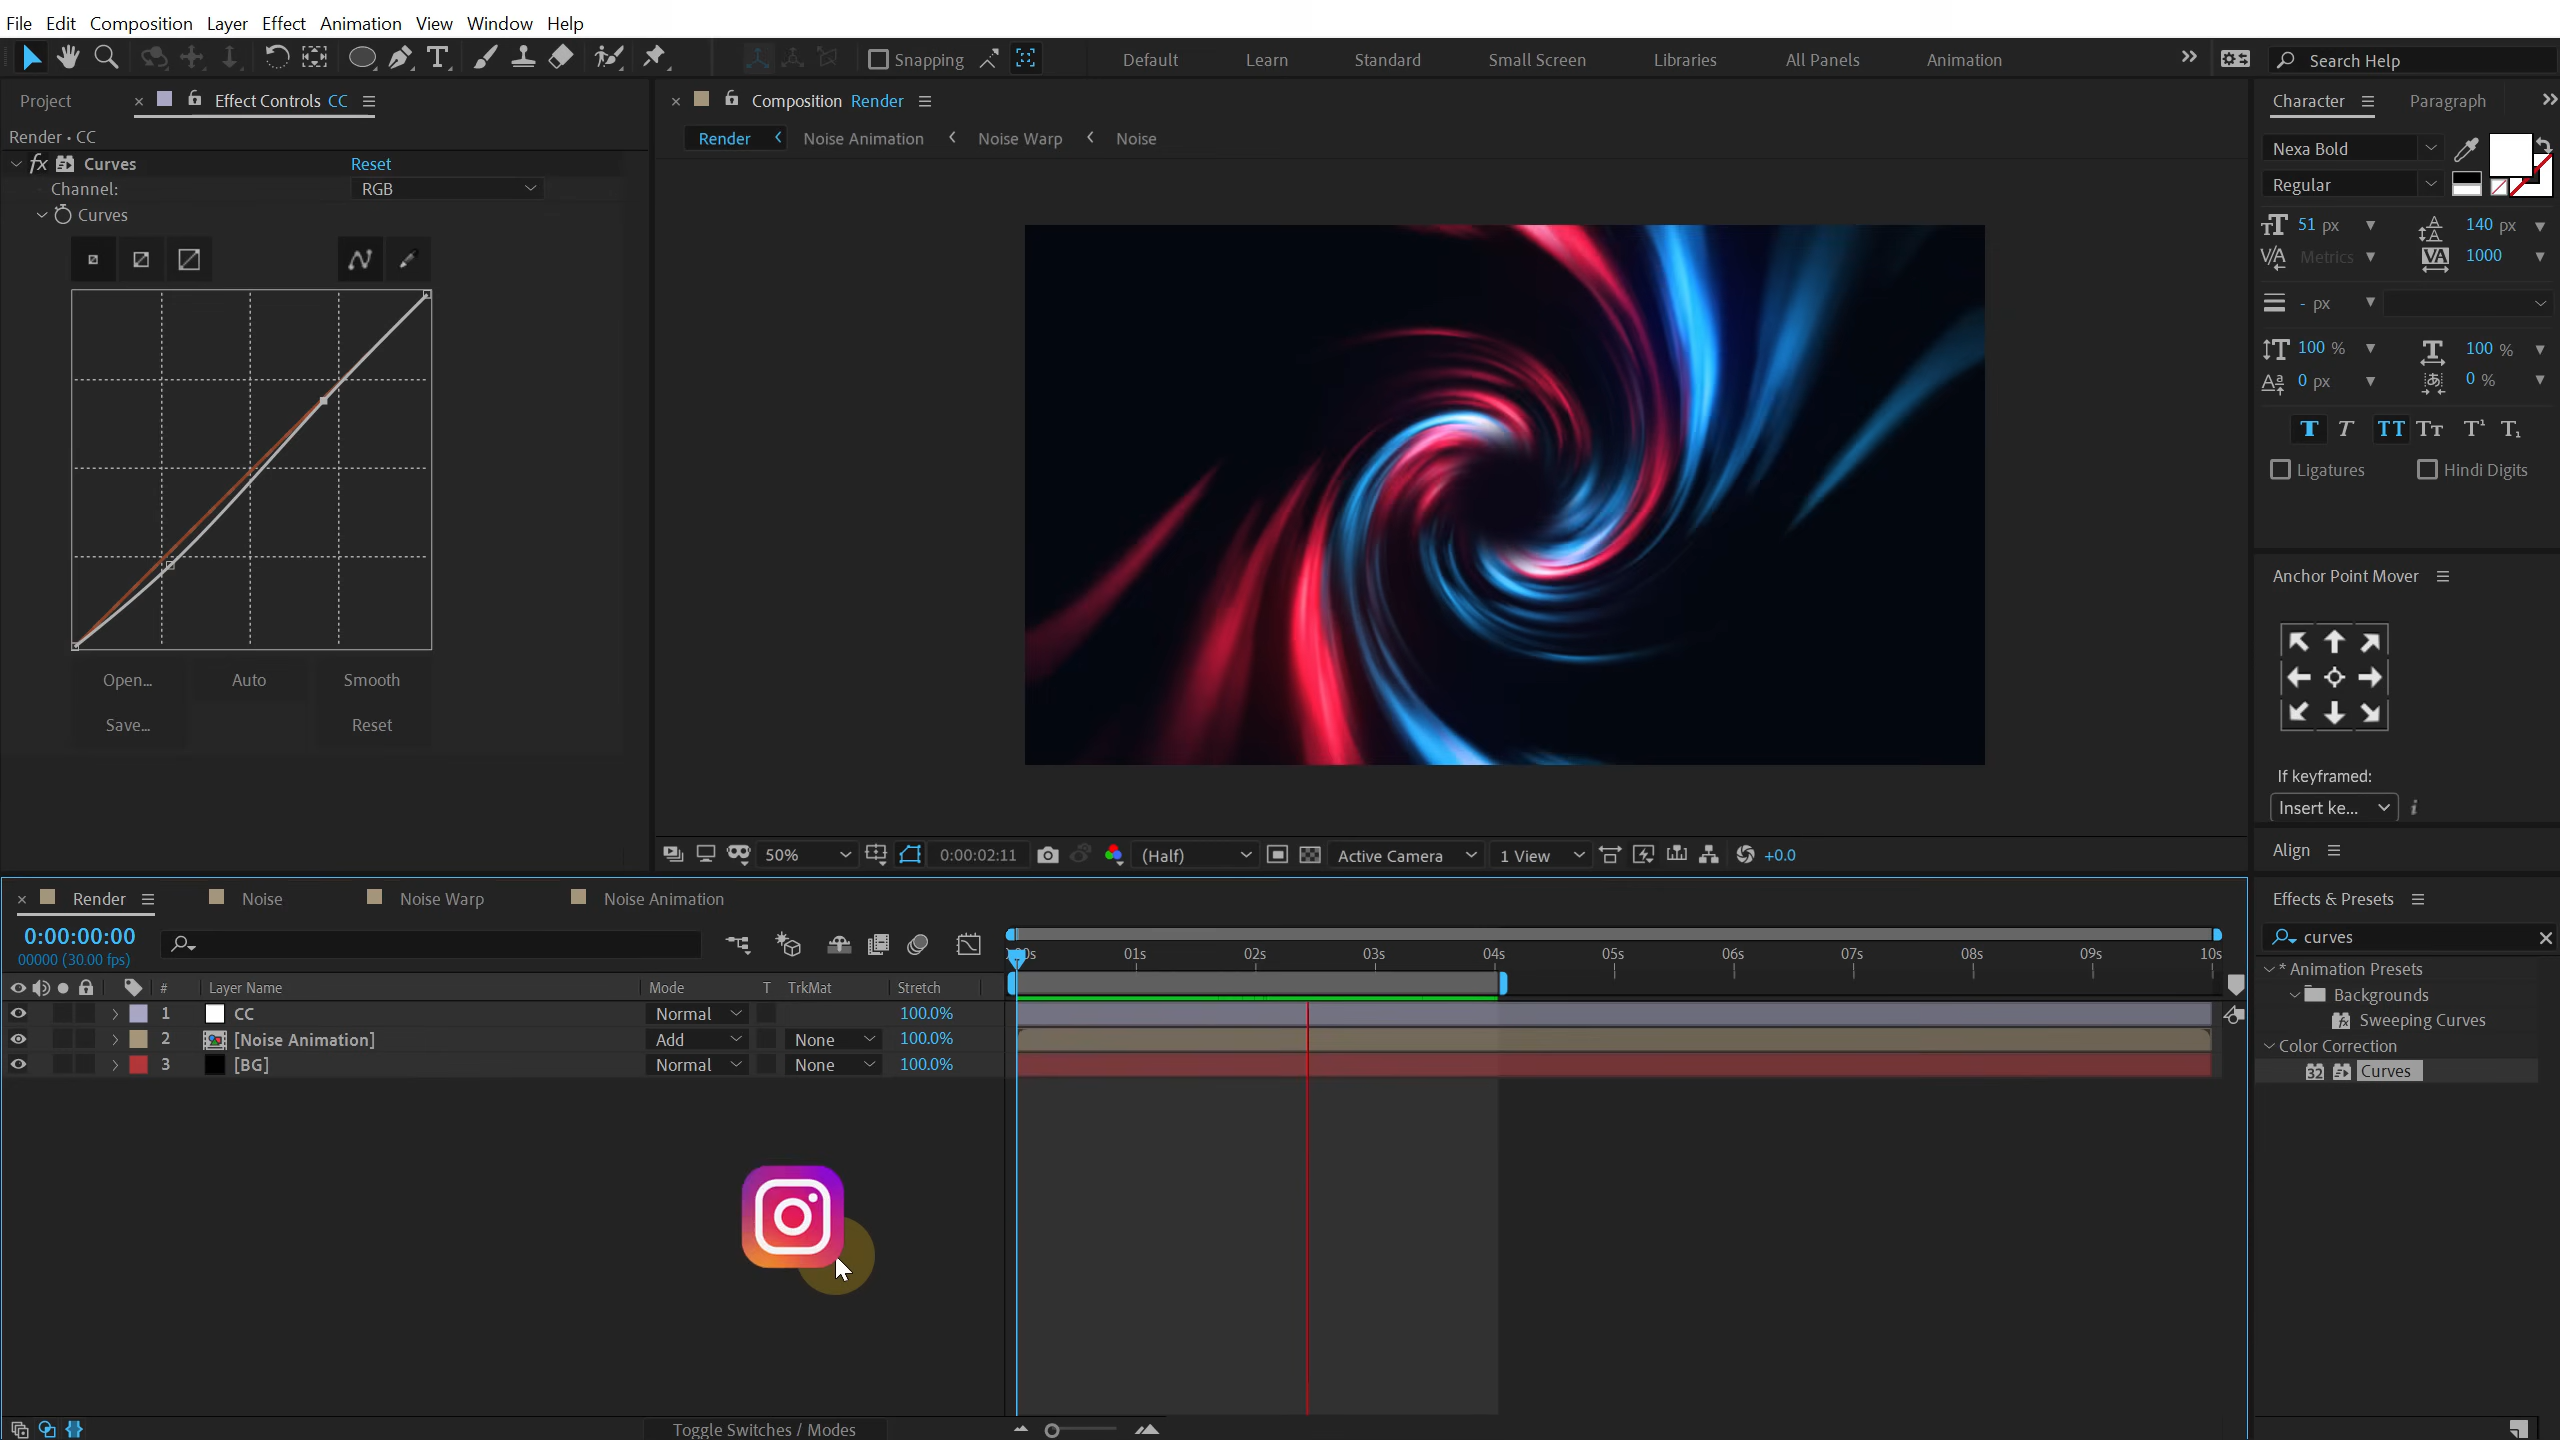 File Edit Composition Layer Effect Animation View Window Help
Snapping
Default Learn Standard Small Screen Libraries All Panels Animation
Search Help
Project Effect Controls CC
Render • CC
fx Curves Reset
Channel: RGB
Curves
Open... Auto Smooth
Save... Reset
Composition Render
Render Noise Animation Noise Warp Noise
50% 0:00:02:11 (Half) Active Camera 1 View +0.0
Character Paragraph
Nexa Bold
Regular
51 px 140 px
Metrics 1000
- px
100 % 100 %
0 px 0 %
T T TT Tт T¹ T₁
Ligatures Hindi Digits
Anchor Point Mover
If keyframed:
Insert ke... i
Align
Render Noise Noise Warp Noise Animation
0:00:00:00
00000 (30.00 fps)
01s 02s 03s 04s 05s 06s 07s 08s 09s 10s
# Layer Name Mode T TrkMat Stretch
1 CC Normal 100.0%
2 [Noise Animation] Add None 100.0%
3 [BG] Normal None 100.0%
Toggle Switches / Modes
Effects & Presets
curves
* Animation Presets
Backgrounds
Sweeping Curves
Color Correction
32 Curves